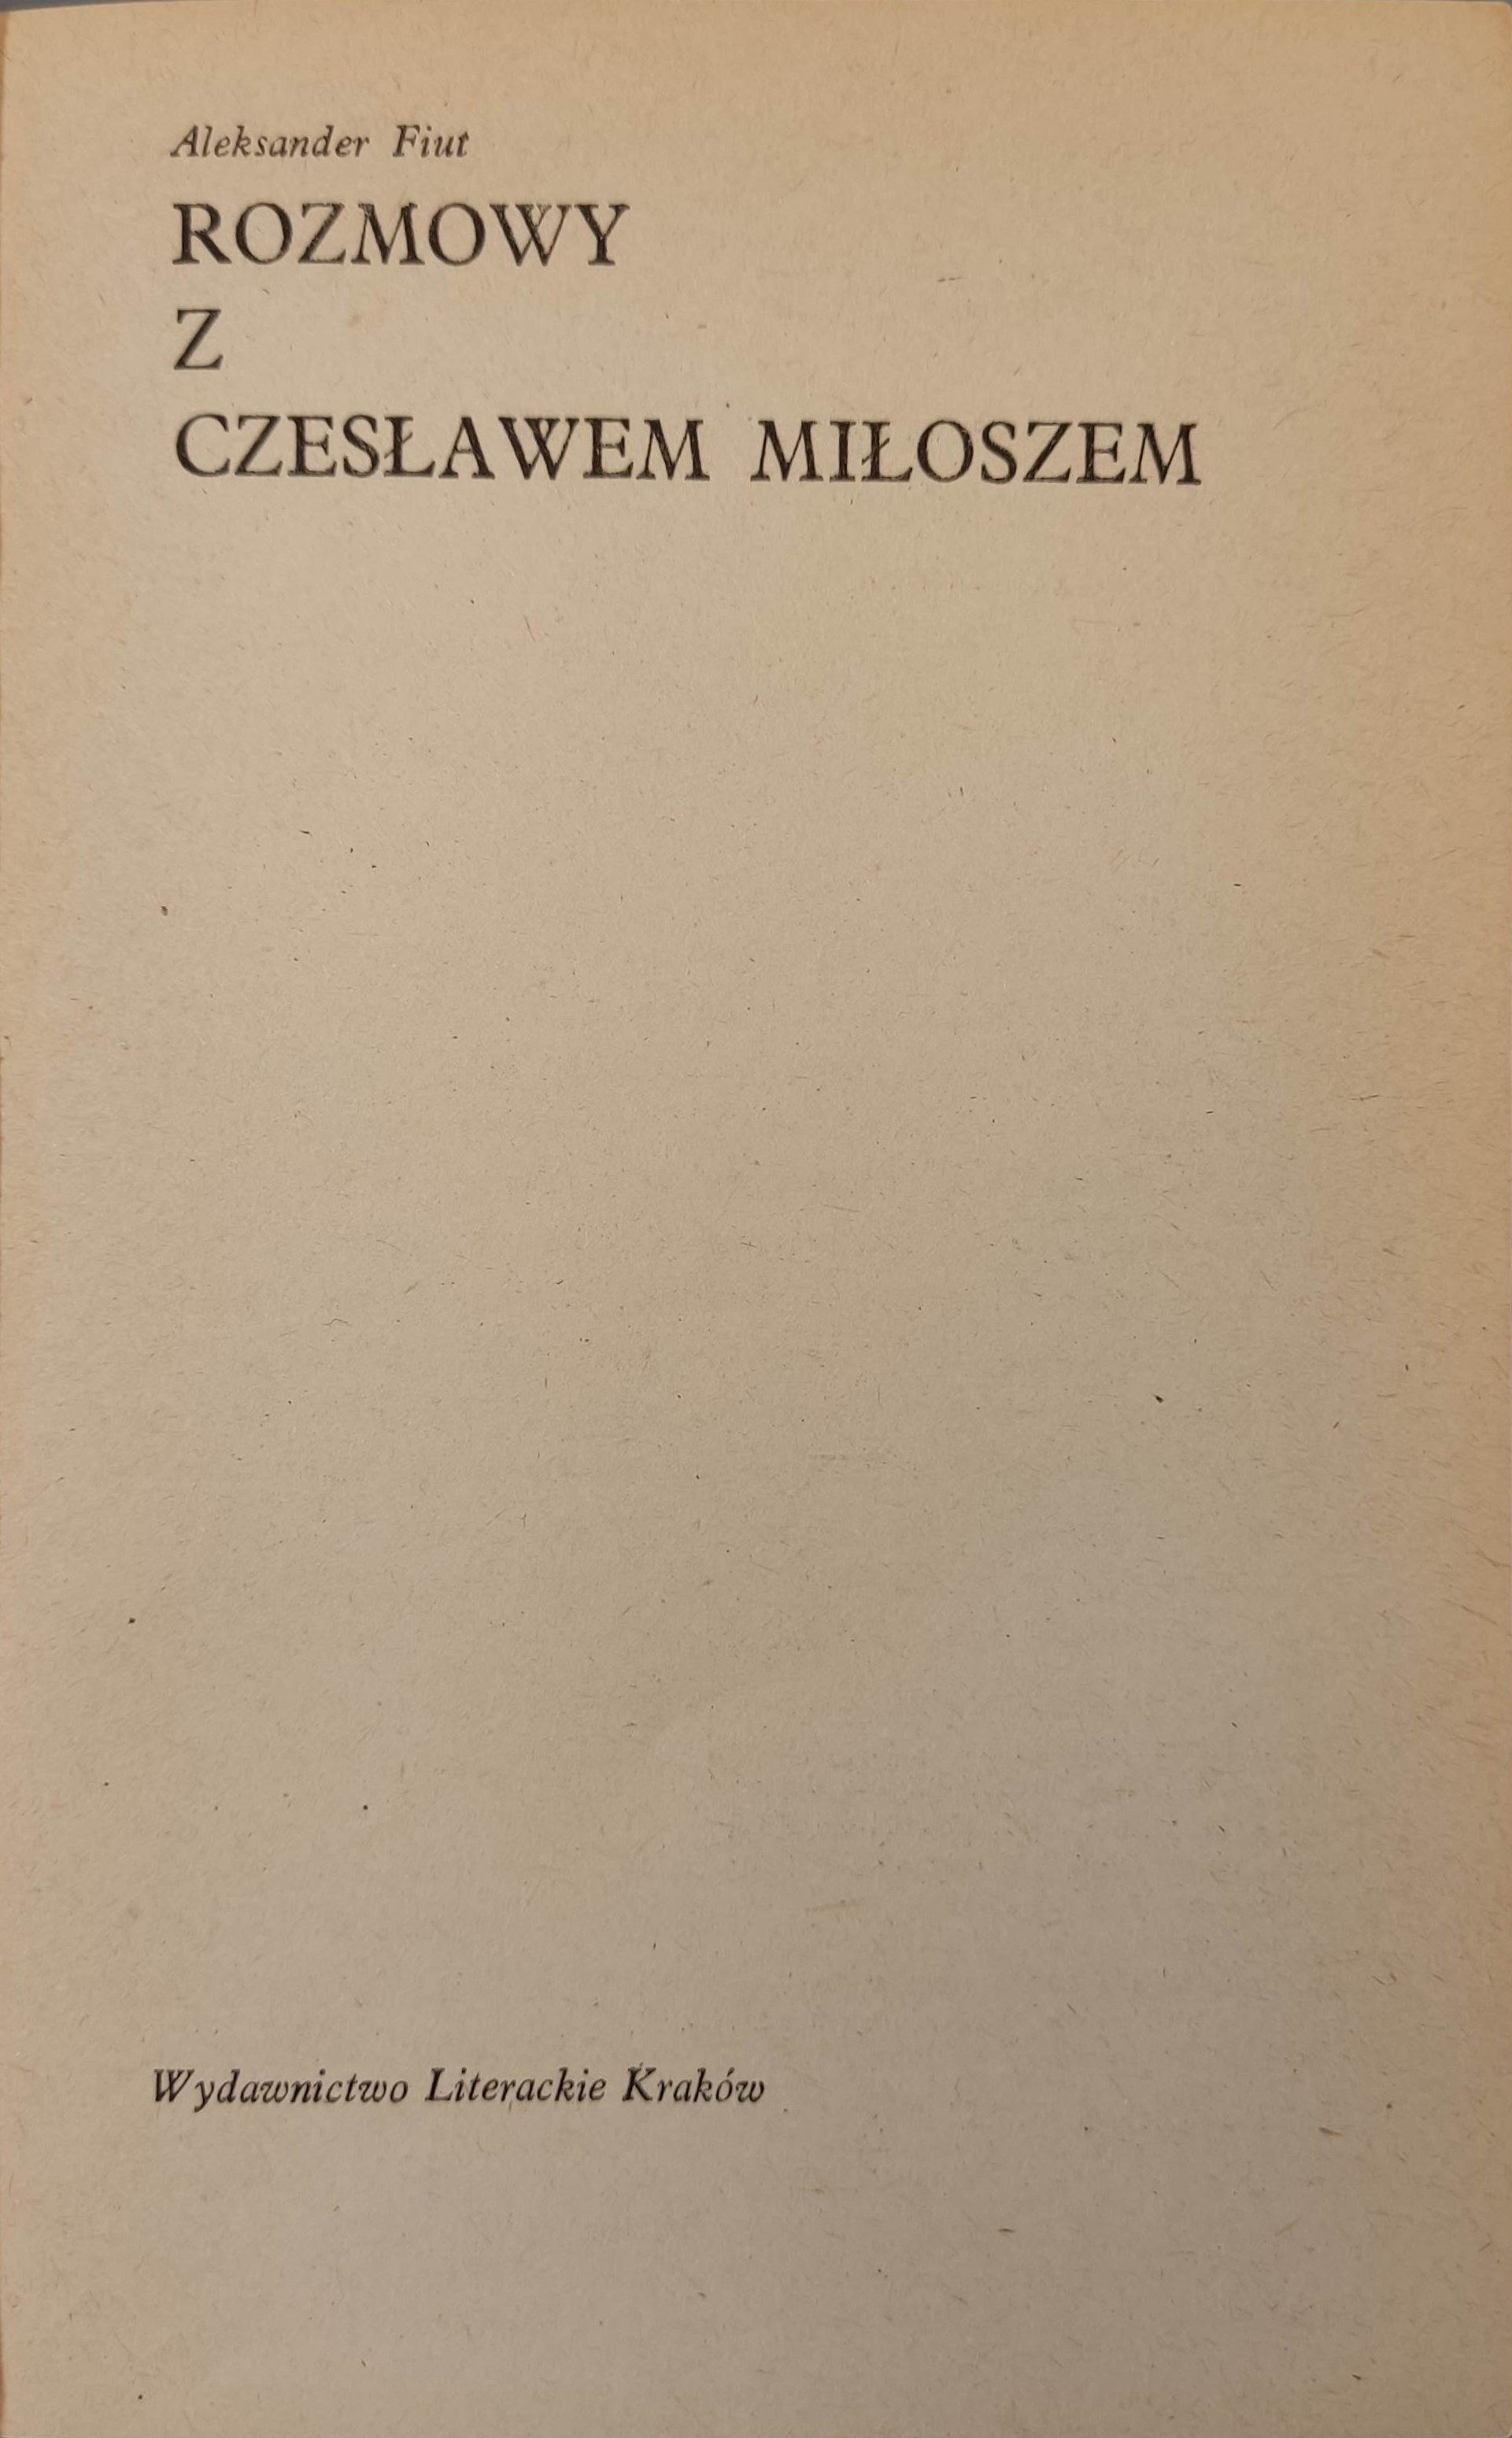 Aleksander Fiut
ROZMOWY
Z
CZESŁAWEM MIŁOSZEM
Wydawnictwo Literackie Kraków